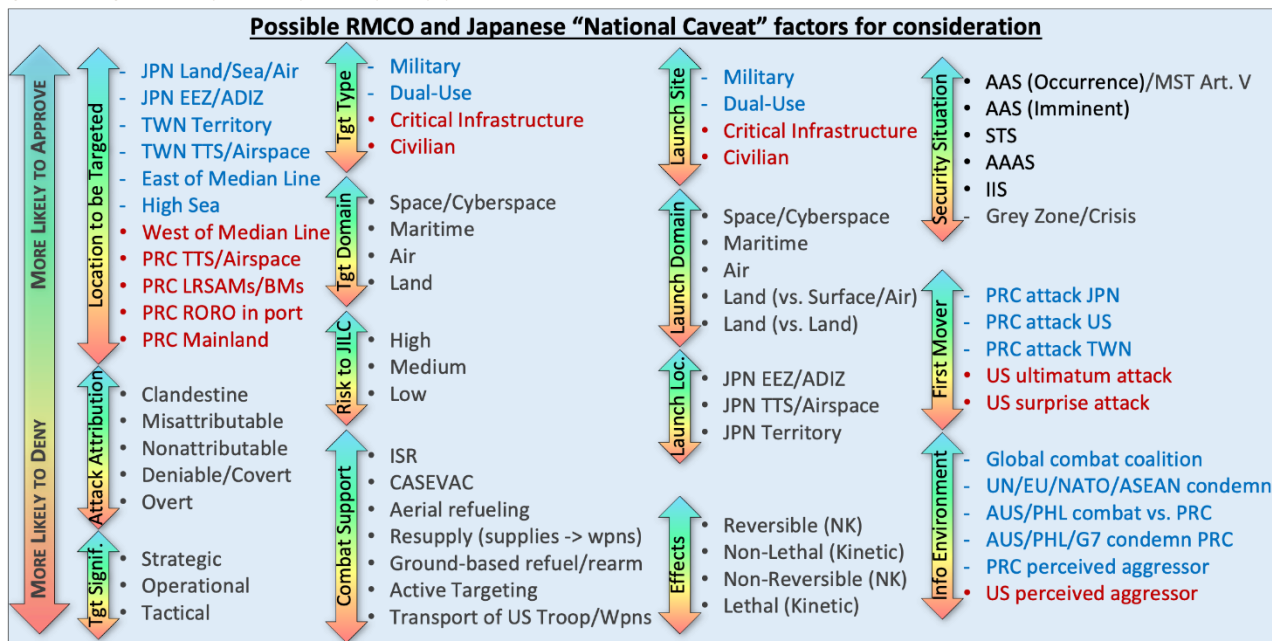 Possible RMCO and Japanese “National Caveat” factors for consideration
MORE LIKELY TO APPROVE
MORE LIKELY TO DENY
Location to be Targeted
- JPN Land/Sea/Air
- JPN EEZ/ADIZ
- TWN Territory
- TWN TTS/Airspace
- East of Median Line
- High Sea
- West of Median Line
- PRC TTS/Airspace
- PRC LRSAMs/BMs
- PRC RORO in port
- PRC Mainland
Attack Attribution
• Clandestine
• Misattributable
• Nonattributable
• Deniable/Covert
• Overt
Tgt Signif.
• Strategic
• Operational
• Tactical
Tgt Type
- Military
- Dual-Use
• Critical Infrastructure
• Civilian
Tgt Domain
• Space/Cyberspace
• Maritime
• Air
• Land
Risk to JILC
• High
• Medium
• Low
Combat Support
• ISR
• CASEVAC
• Aerial refueling
• Resupply (supplies -> wpns)
• Ground-based refuel/rearm
• Active Targeting
• Transport of US Troop/Wpns
Launch Site
- Military
- Dual-Use
• Critical Infrastructure
• Civilian
Launch Domain
• Space/Cyberspace
• Maritime
• Air
• Land (vs. Surface/Air)
• Land (vs. Land)
Launch Loc.
• JPN EEZ/ADIZ
• JPN TTS/Airspace
• JPN Territory
Effects
• Reversible (NK)
• Non-Lethal (Kinetic)
• Non-Reversible (NK)
• Lethal (Kinetic)
Security Situation
• AAS (Occurrence)/MST Art. V
• AAS (Imminent)
• STS
• AAAS
• IIS
- Grey Zone/Crisis
First Mover
- PRC attack JPN
- PRC attack US
- PRC attack TWN
- US ultimatum attack
- US surprise attack
Info Environment
- Global combat coalition
- UN/EU/NATO/ASEAN condemn
- AUS/PHL combat vs. PRC
- AUS/PHL/G7 condemn PRC
- PRC perceived aggressor
• US perceived aggressor